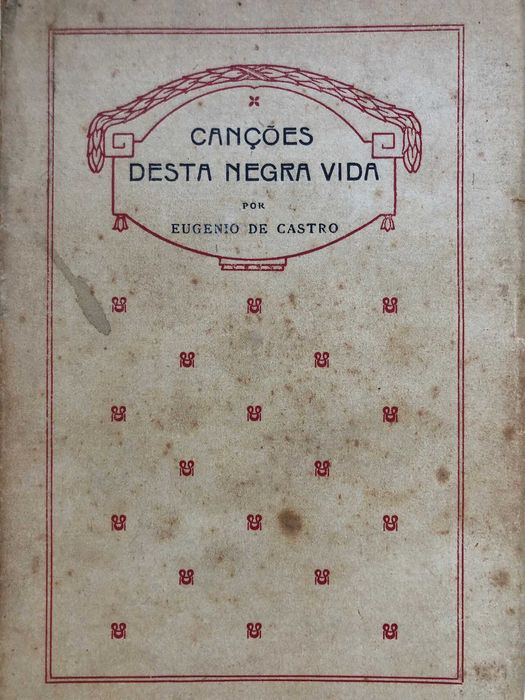 CANÇÕES
DESTA NEGRA VIDA
POR
EUGENIO DE CASTRO